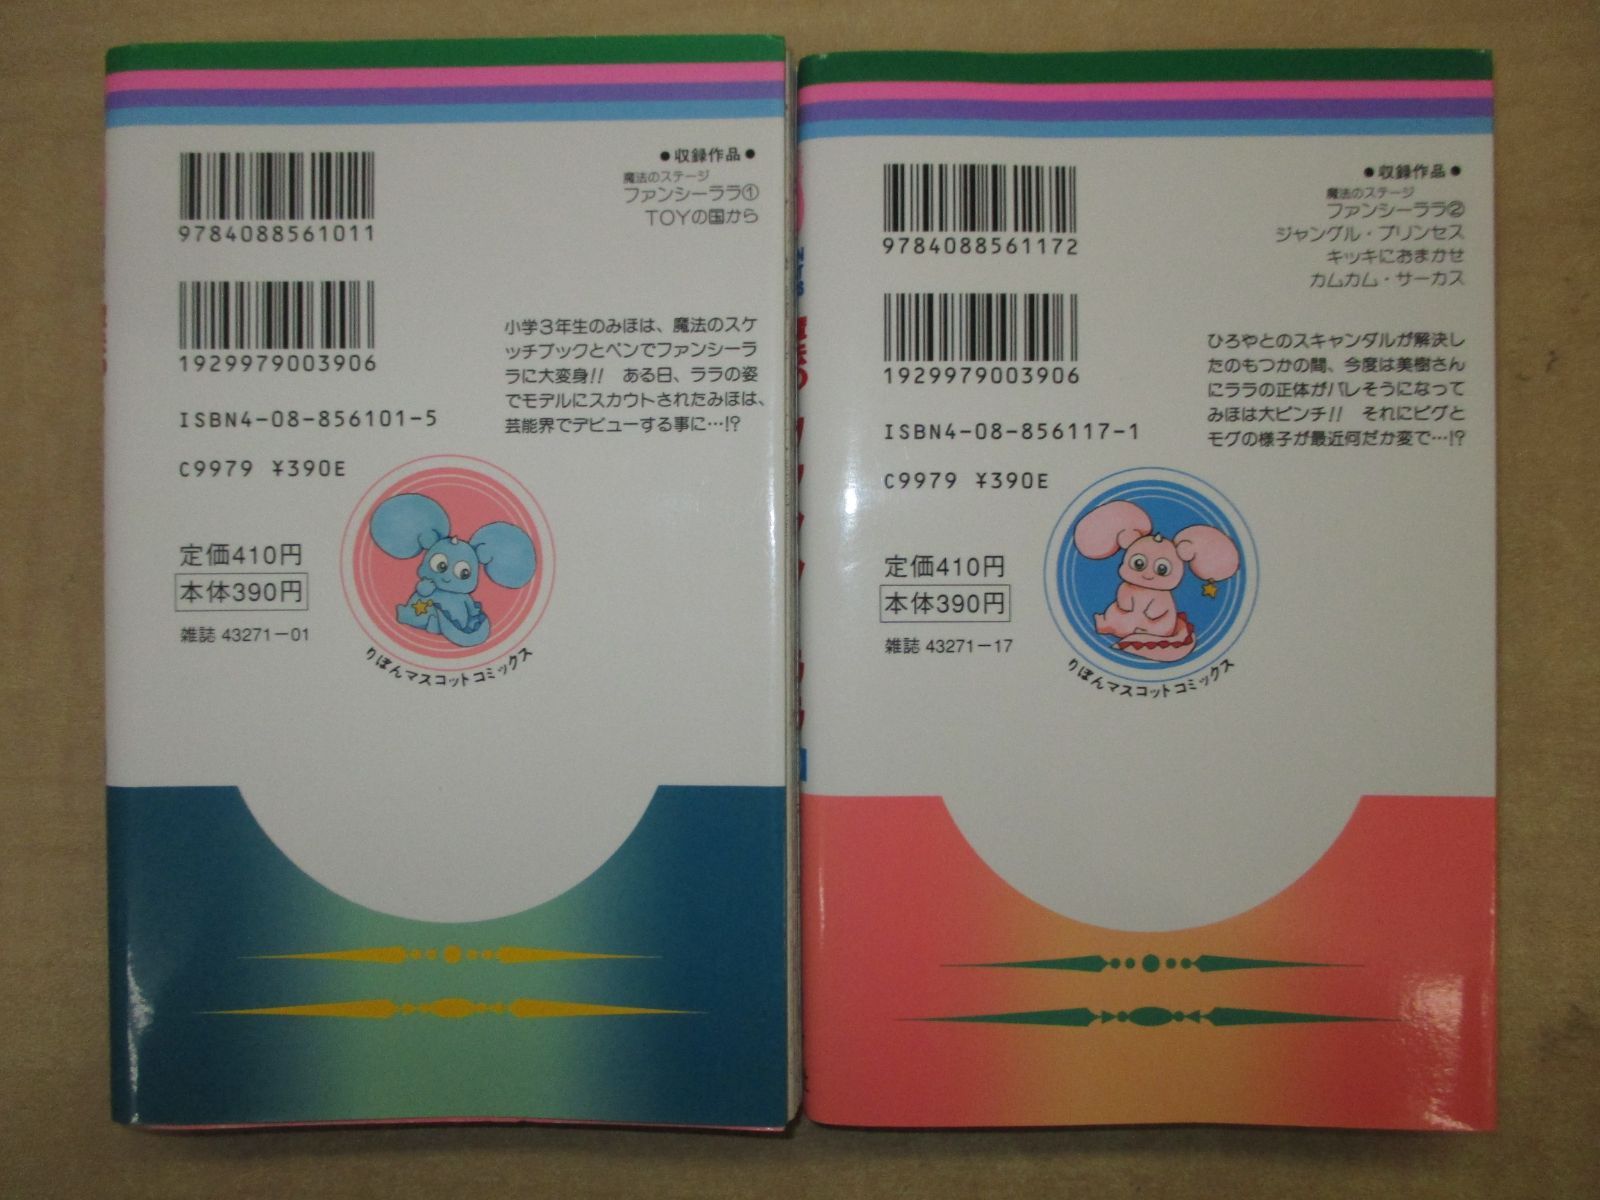 9784088561011
●収録作品●
魔法のステージ
ファンシーララ①
TOYの国から
1929979003906
小学3年生のみほは、魔法のスケ
ッチブックとペンでファンシーラ
ラに大変身!! ある日、ララの姿
でモデルにスカウトされたみほは、
芸能界でデビューする事に…!?
ISBN4-08-856101-5
C9979 ¥390E
定価410円
本体390円
雑誌 43271-01
りぼんマスコットコミックス
9784088561172
●収録作品●
魔法のステージ
ファンシーララ②
ジャングル・プリンセス
キッキにおまかせ
カムカム・サーカス
1929979003906
ひろやとのスキャンダルが解決し
たのもつかの間、今度は美樹さん
にララの正体がバレそうになって
みほは大ピンチ!! それにピグと
モグの様子が最近何だか変で…!?
ISBN4-08-856117-1
C9979 ¥390E
定価410円
本体390円
雑誌 43271-17
りぼんマスコットコミックス